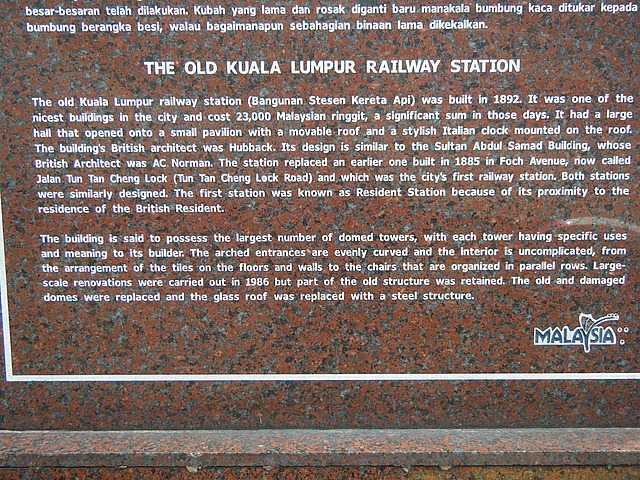 besar-besaran telah dilakukan. Kubah yang lama dan rosak diganti baru manakala bumbung kaca ditukar kepada
bumbung berangka besi, walau bagaimanapun sebahagian binaan lama dikekalkan.
THE OLD KUALA LUMPUR RAILWAY STATION
The old Kuala Lumpur railway station (Bangunan Stesen Kereta Api) was built in 1892. It was one of the
nicest buildings in the city and cost 23,000 Malaysian ringgit, a significant sum in those days. It had a large
hall that opened onto a small pavilion with a movable roof and a stylish Italian clock mounted on the roof.
The building's British architect was Hubback. Its design is similar to the Sultan Abdul Samad Building, whose
British Architect was AC Norman. The station replaced an earlier one built in 1885 in Foch Avenue, now called
Jalan Tun Tan Cheng Lock (Tun Tan Cheng Lock Road) and which was the city's first railway station. Both stations
were similarly designed. The first station was known as Resident Station because of its proximity to the
residence of the British Resident.
The building is said to possess the largest number of domed towers, with each tower having specific uses
and meaning to its builder. The arched entrances are evenly curved and the interior is uncomplicated, from
the arrangement of the tiles on the floors and walls to the chairs that are organized in parallel rows. Large-
scale renovations were carried out in 1986 but part of the old structure was retained. The old and damaged
domes were replaced and the glass roof was replaced with a steel structure.
MALAYSIA